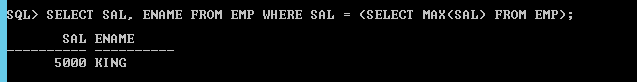 SQL> SELECT SAL, ENAME FROM EMP WHERE SAL = (SELECT MAX(SAL) FROM EMP);
SAL ENAME
---------- ----------
5000 KING